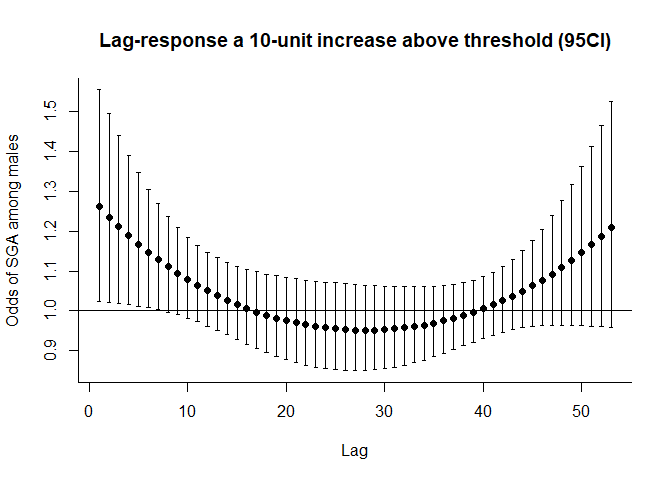 Lag-response a 10-unit increase above threshold (95CI)
Odds of SGA among males
1.5
1.4
1.3
1.2
1.1
1.0
0.9
0 10 20 30 40 50
Lag